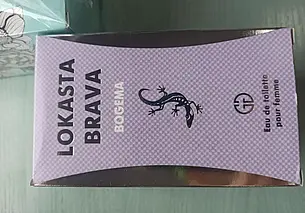 LOKASTA
BRAVA
BOGEMA
Eau de toilette
pour femme